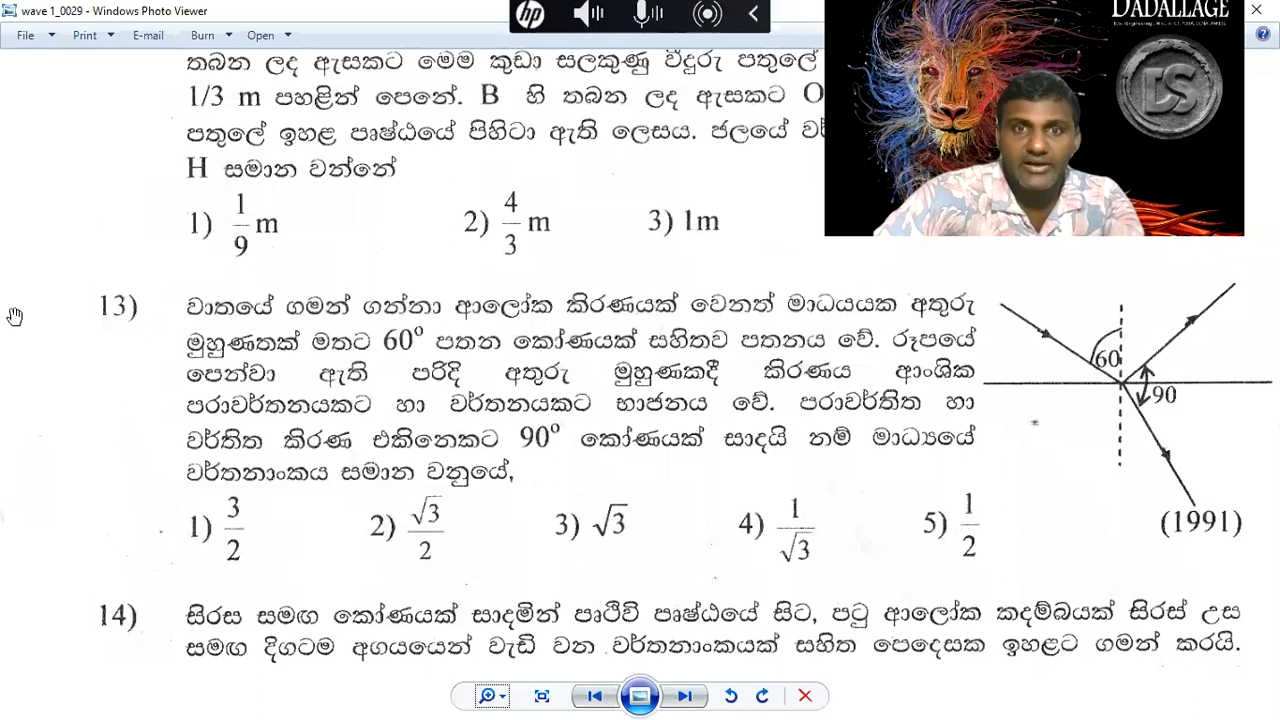 wave 1_0029 - Windows Photo Viewer
File Print E-mail Burn Open
DADALLAGE
DS
තබන ලද ඇසකට මෙම කුඩා සලකුණු වීදුරු පතුලේ
1/3 m පහළින් පෙනේ. B හි තබන ලද ඇසකට O
පතුලේ ඉහළ පෘෂ්ඨයේ පිහිටා ඇති ලෙසය. ජලයේ
H සමාන වන්නේ
1) 1/9 m 2) 4/3 m 3) 1m
13) වාතයේ ගමන් ගන්නා ආලෝක කිරණයක් වෙනත් මාධ්‍යයක අතුරු
මුහුණතක් මතට 60° පතන කෝණයක් සහිතව පතනය වේ. රූපයේ
පෙන්වා ඇති පරිදි අතුරු මුහුණකදී කිරණය ආංශික
පරාවර්තනයකට හා වර්තනයකට භාජනය වේ. පරාවර්තිත හා
වර්තිත කිරණ එකිනෙකට 90° කෝණයක් සාදයි නම් මාධ්‍යයේ
වර්තනාංකය සමාන වනුයේ,
60
90
1) 3/2 2) √3/2 3) √3 4) 1/√3 5) 1/2 (1991)
14) සිරස සමඟ කෝණයක් සාදමින් පෘථිවි පෘෂ්ඨයේ සිට, පටු ආලෝක කදම්බයක් සිරස් උස
සමඟ දිගටම අගයයෙන් වැඩි වන වර්තනාංකයක් සහිත පෙදෙසක ඉහළට ගමන් කරයි.